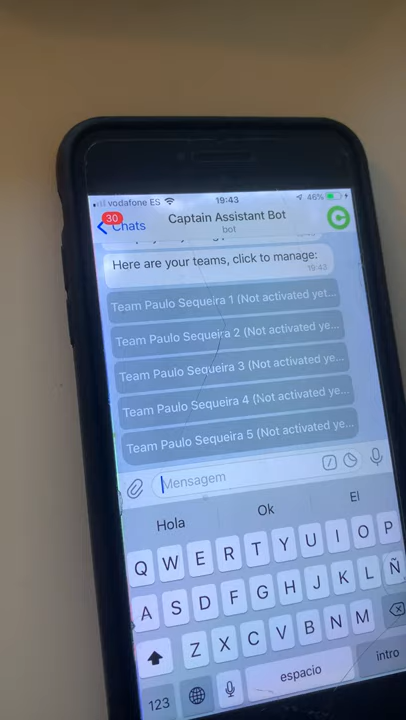 vodafone ES 19:43 46%
30 Chats Captain Assistant Bot
bot
Here are your teams, click to manage:
19:43
Team Paulo Sequeira 1 (Not activated yet...
Team Paulo Sequeira 2 (Not activated ye...
Team Paulo Sequeira 3 (Not activated ye...
Team Paulo Sequeira 4 (Not activated ye...
Team Paulo Sequeira 5 (Not activated ye...
Mensagem
Hola Ok El
Q W E R T Y U I O P
A S D F G H J K L Ñ
Z X C V B N M
123 espacio intro